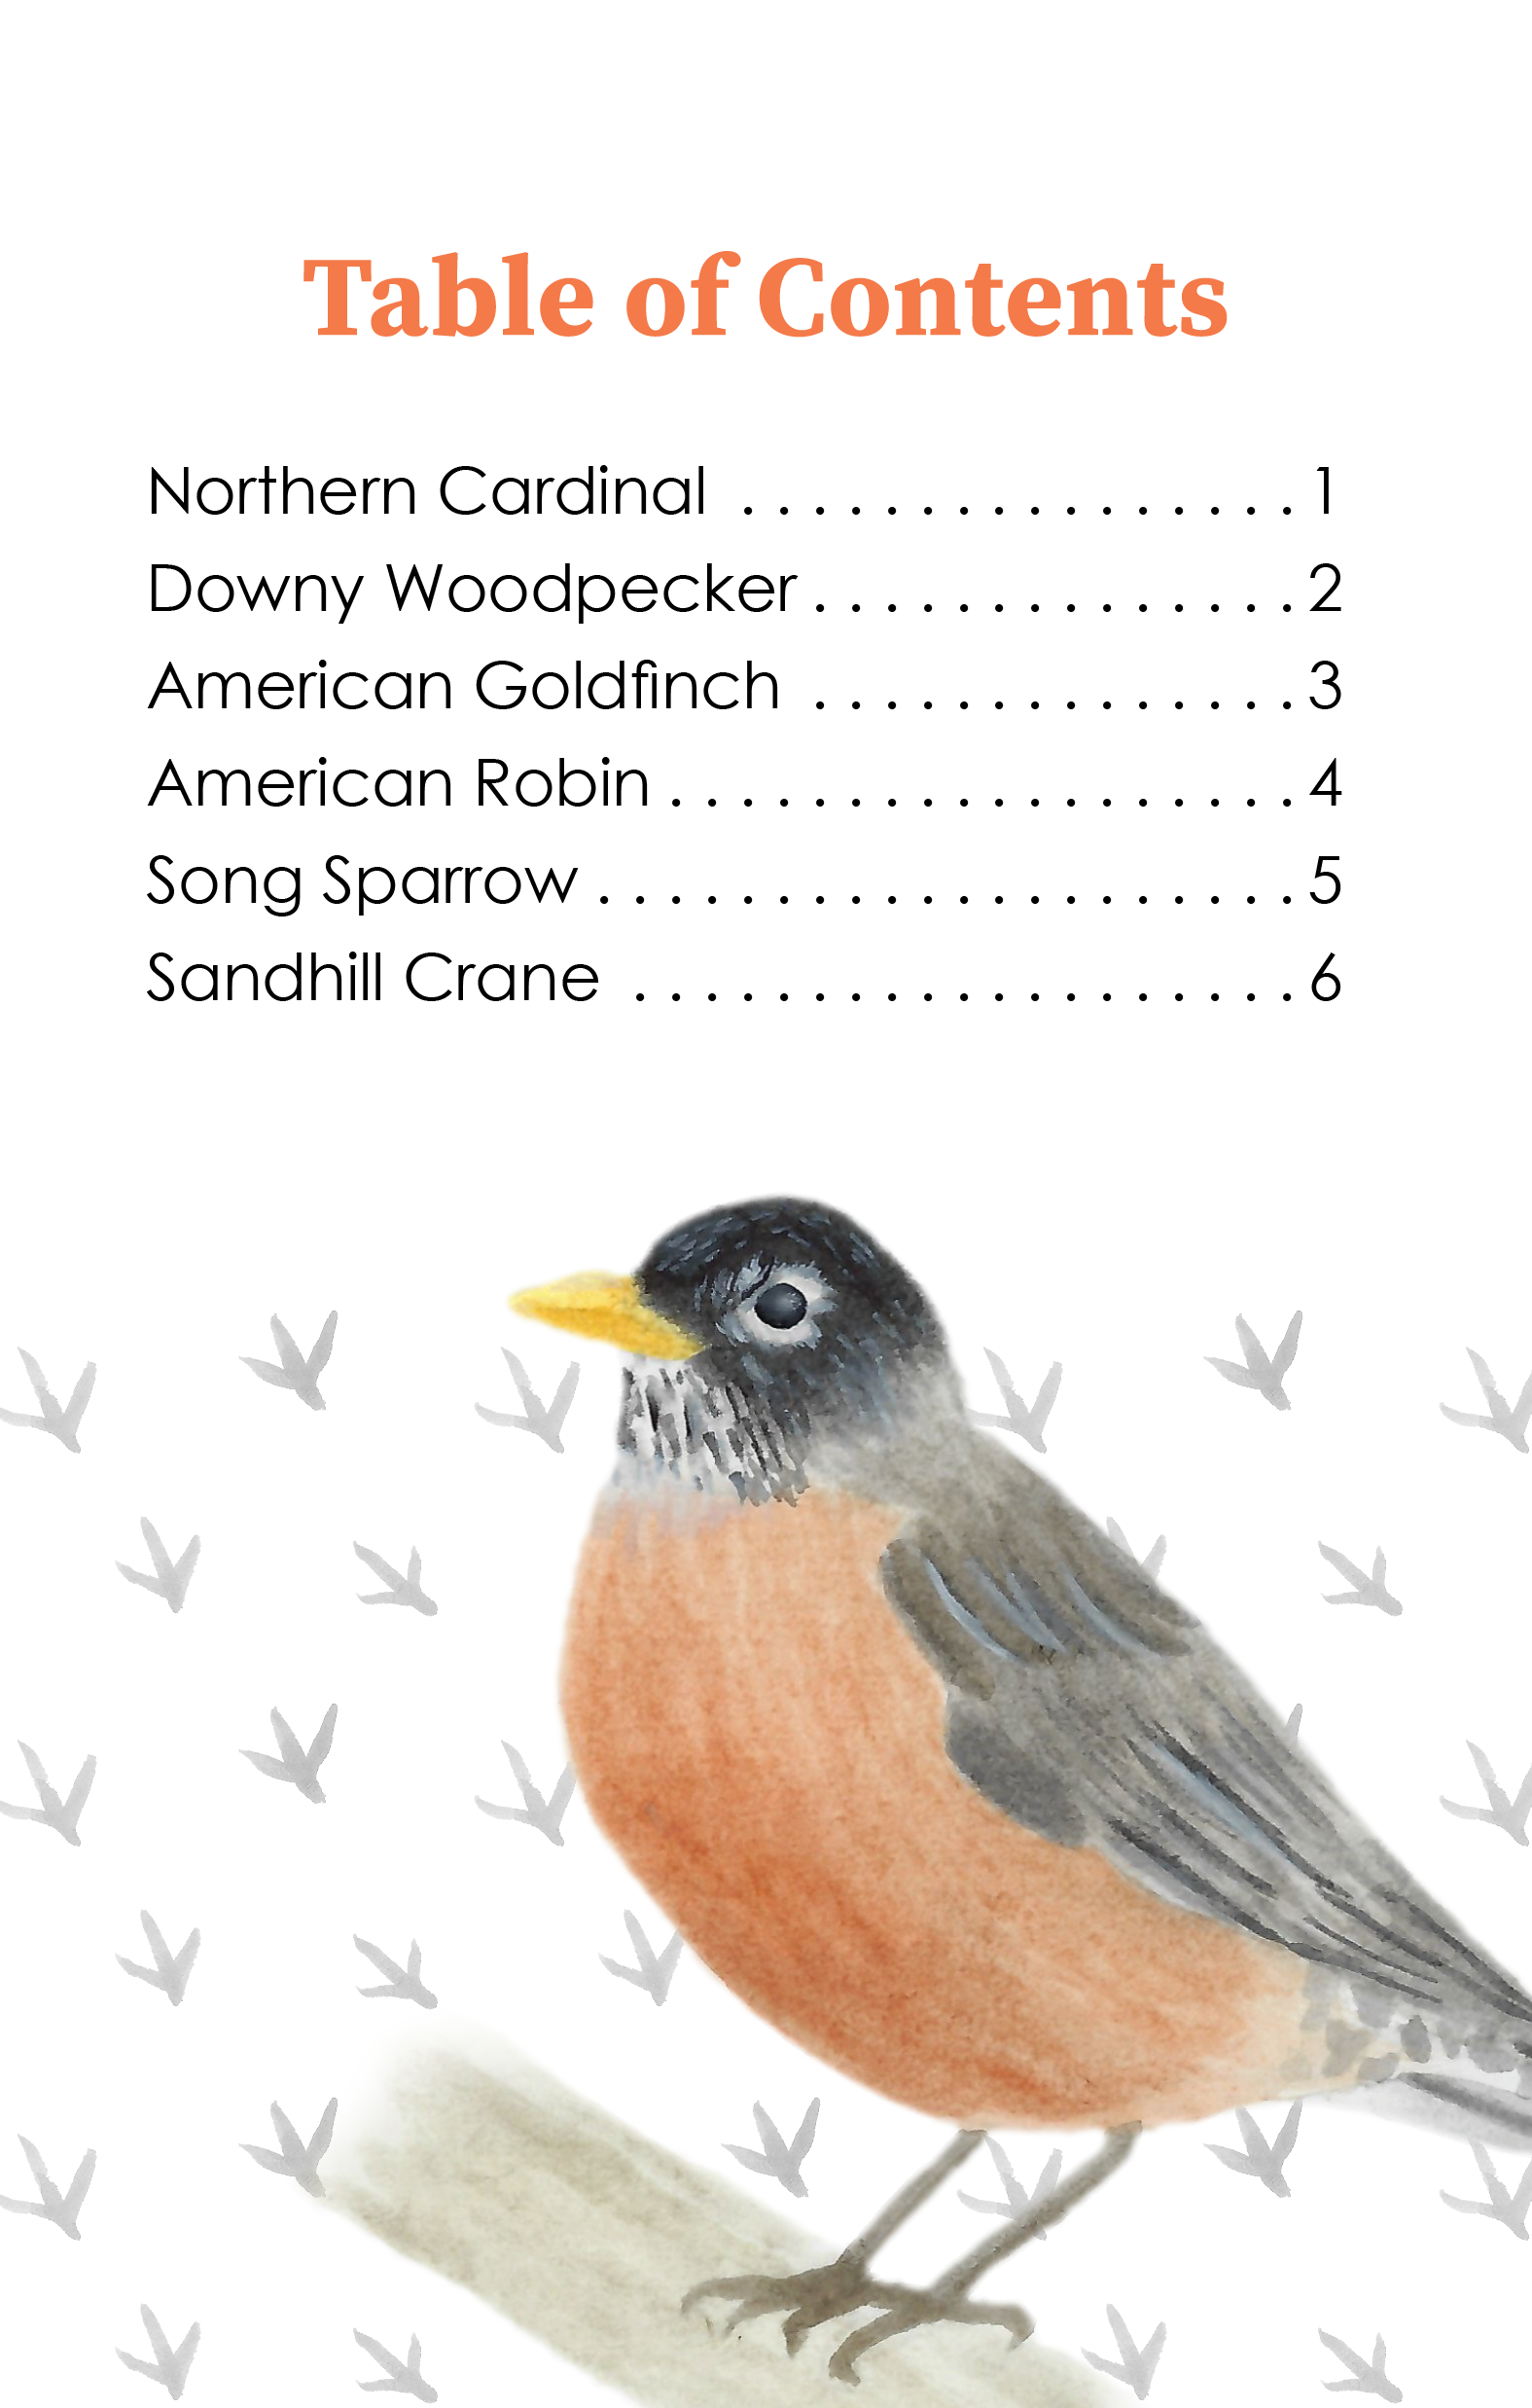 Table of Contents
Northern Cardinal . . . . . . . . . . . . . . . . 1
Downy Woodpecker . . . . . . . . . . . . . . 2
American Goldfinch . . . . . . . . . . . . . . 3
American Robin . . . . . . . . . . . . . . . . . . 4
Song Sparrow . . . . . . . . . . . . . . . . . . . . 5
Sandhill Crane . . . . . . . . . . . . . . . . . . . 6